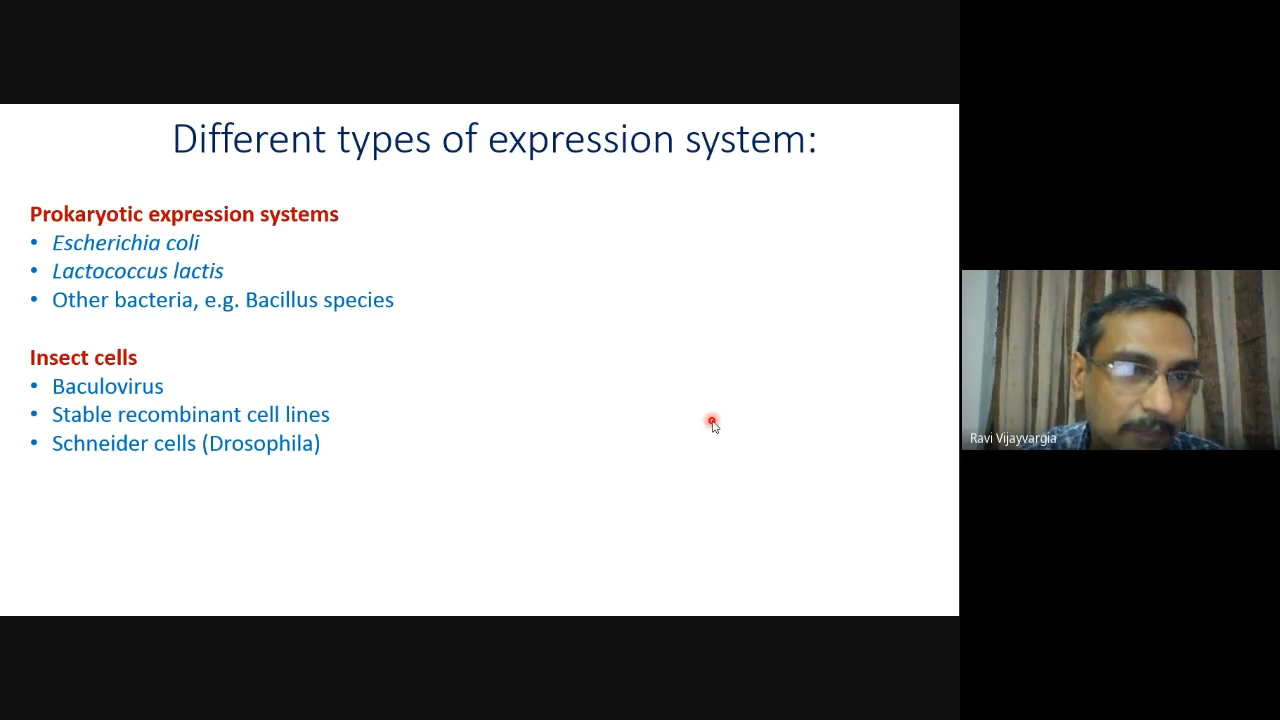 Different types of expression system:
Prokaryotic expression systems
• Escherichia coli
• Lactococcus lactis
• Other bacteria, e.g. Bacillus species
Insect cells
• Baculovirus
• Stable recombinant cell lines
• Schneider cells (Drosophila)
Ravi Vijayvargia